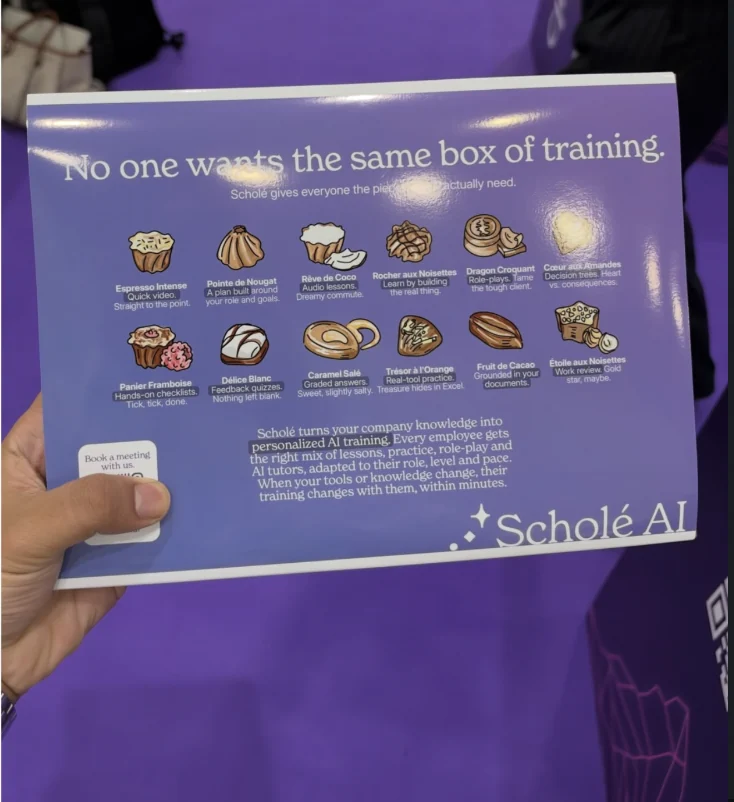 No one wants the same box of training.
Scholé gives everyone the actually need.
Espresso Intense
Quick video.
Straight to the point.
Pointe de Nougat
A plan built around
your role and goals.
Rêve de Coco
Audio lessons.
Dreamy commute.
Rocher aux Noisettes
Learn by building
the real thing.
Dragon Croquant
Role-plays. Tame
the tough client.
Cœur aux Amandes
Decision trees. Heart
vs. consequences.
Panier Framboise
Hands-on checklists.
Tick, tick, done.
Délice Blanc
Feedback quizzes.
Nothing left blank.
Caramel Salé
Graded answers.
Sweet, slightly salty.
Trésor à l'Orange
Real-tool practice.
Treasure hides in Excel.
Fruit de Cacao
Grounded in your
documents.
Étoile aux Noisettes
Work review. Gold
star, maybe.
Scholé turns your company knowledge into
personalized AI training. Every employee gets
the right mix of lessons, practice, role-play and
AI tutors, adapted to their role, level and pace.
When your tools or knowledge change, their
training changes with them, within minutes.
Book a meeting
with us.
Scholé AI